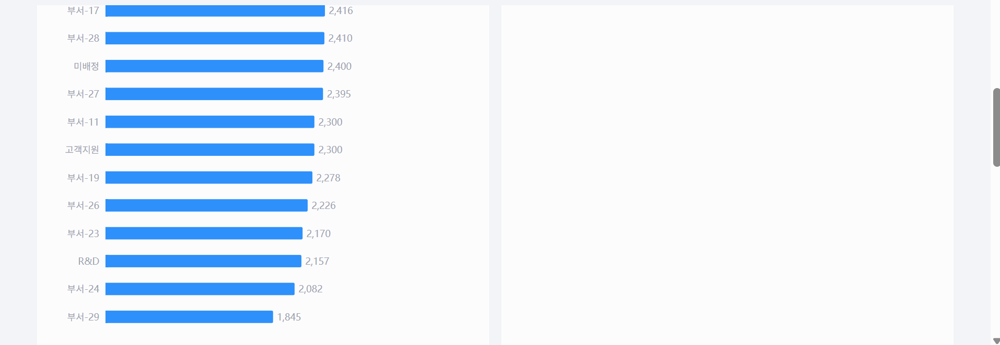 부서-17 2,416
부서-28 2,410
미배정 2,400
부서-27 2,395
부서-11 2,300
고객지원 2,300
부서-19 2,278
부서-26 2,226
부서-23 2,170
R&D 2,157
부서-24 2,082
부서-29 1,845